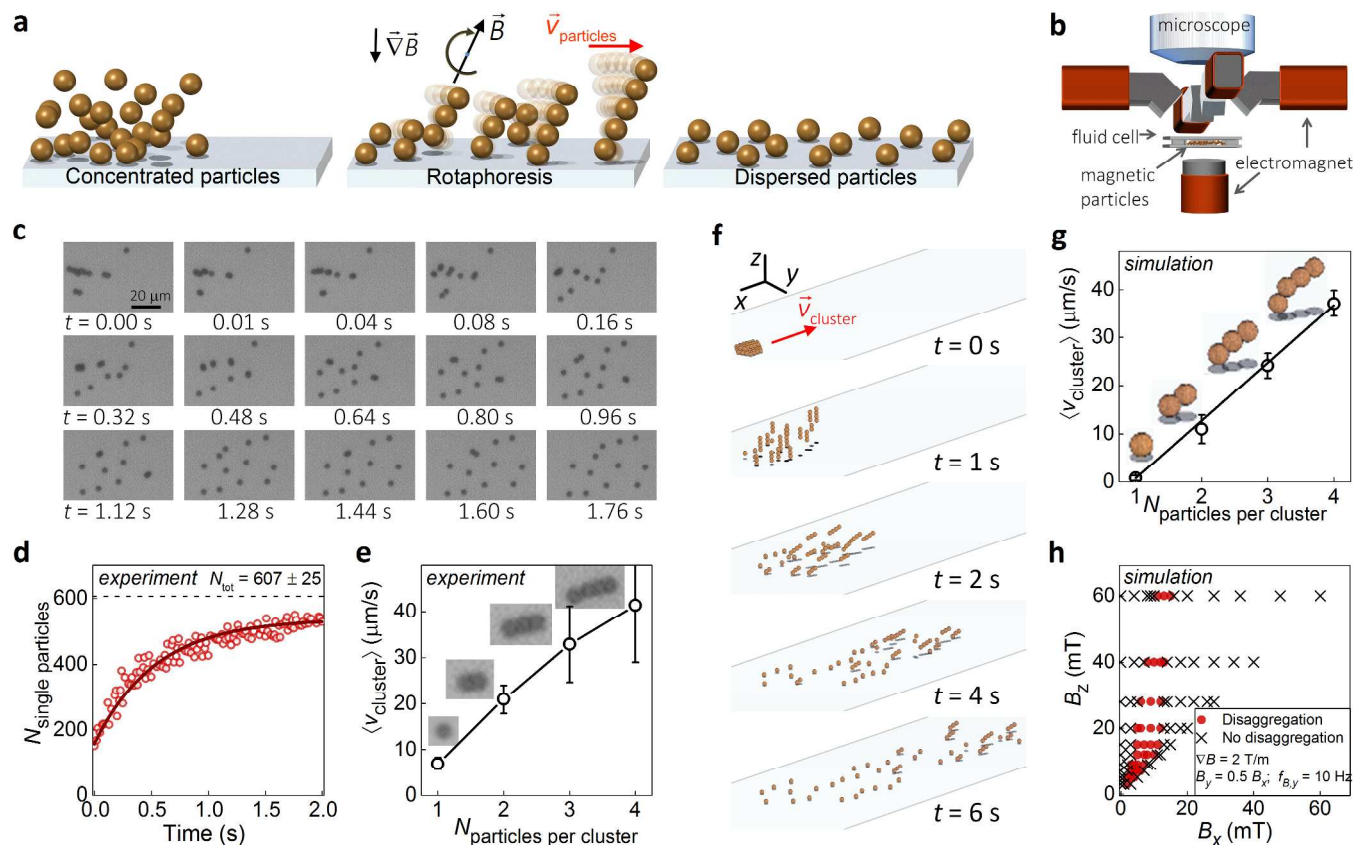 a
∇⃗B⃗
B⃗
v⃗particles
Concentrated particles
Rotaphoresis
Dispersed particles
b
microscope
fluid cell
magnetic
particles
electromagnet
c
20 μm
t = 0.00 s
0.01 s
0.04 s
0.08 s
0.16 s
0.32 s
0.48 s
0.64 s
0.80 s
0.96 s
t = 1.12 s
1.28 s
1.44 s
1.60 s
1.76 s
d
experiment Ntot = 607 ± 25
600
400
200
0
Nsingle particles
0.0 0.5 1.0 1.5 2.0
Time (s)
e
experiment
40
30
20
10
0
⟨vcluster⟩ (μm/s)
1 2 3 4
Nparticles per cluster
f
z
y
x
v⃗cluster
t = 0 s
t = 1 s
t = 2 s
t = 4 s
t = 6 s
g
simulation
40
30
20
10
0
⟨vcluster⟩ (μm/s)
1 2 3 4
Nparticles per cluster
h
simulation
60
40
20
0
Bz (mT)
Disaggregation
No disaggregation
∇B = 2 T/m
By = 0.5 Bx; fB,y = 10 Hz
0 20 40 60
Bx (mT)